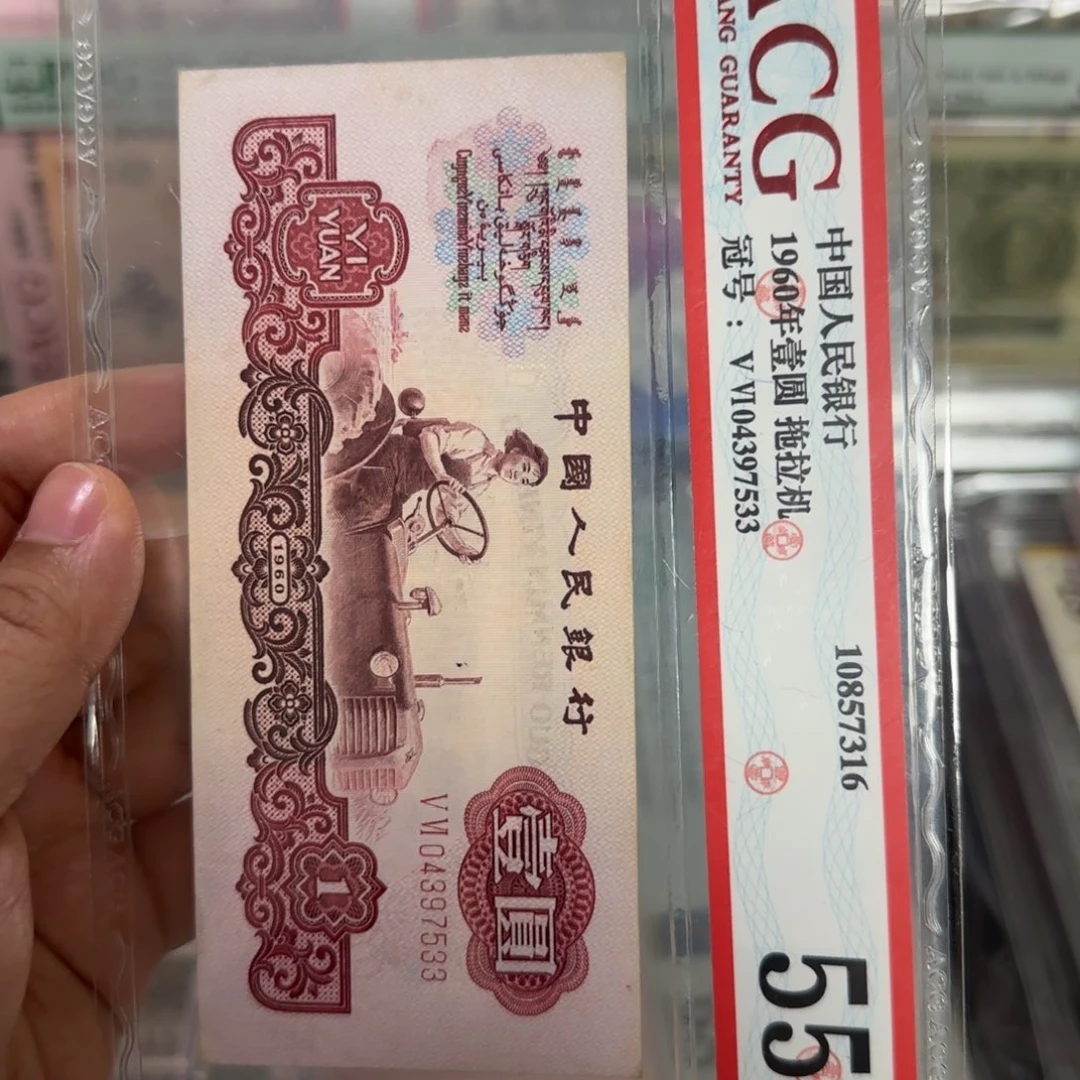 ACG
ANG GUARANTY
中国人民银行
1960年壹圆 拖拉机
冠号：ⅤⅥ04397533
10857316
55
中國人民銀行
YI
YUAN
1960
壹圓
ⅤⅥ04397533
1